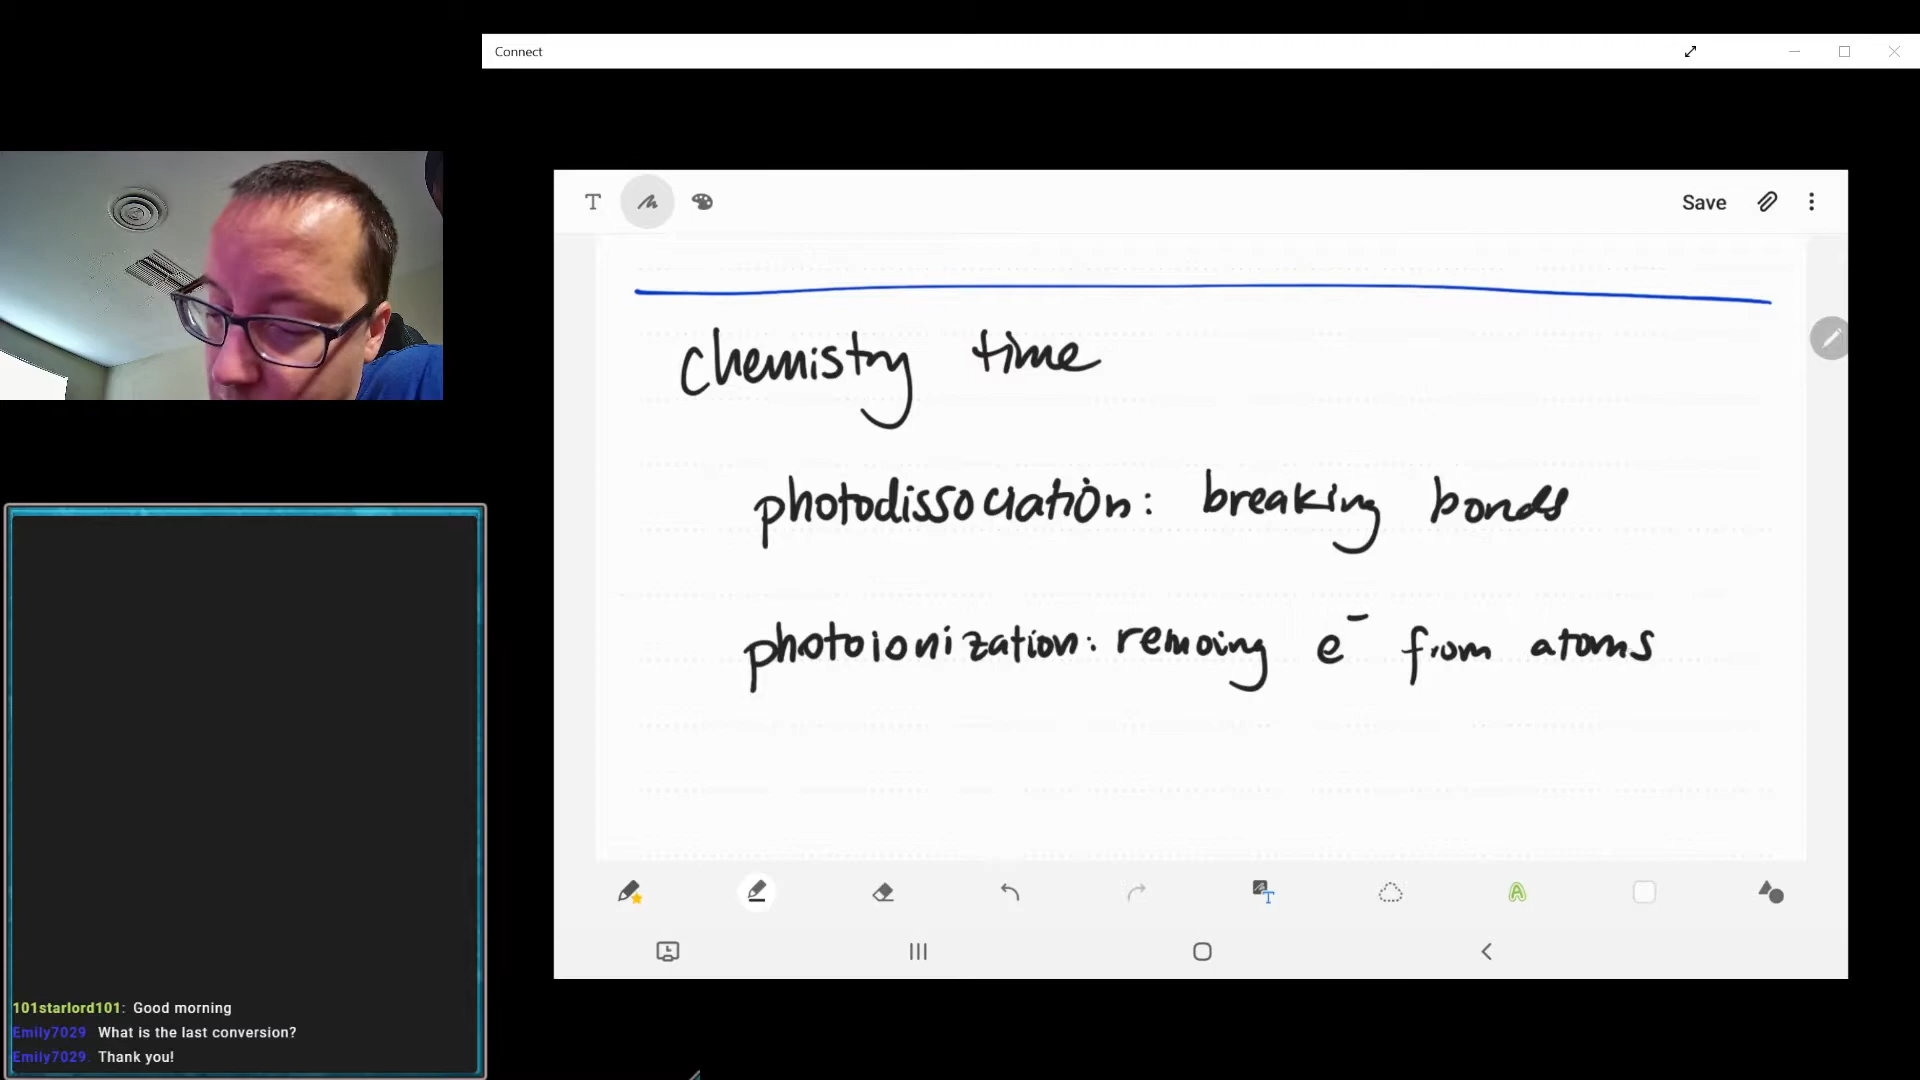 Connect
T
Save
chemistry time
photodissociation: breaking bonds
photoionization: remoing e⁻ from atoms
101starlord101: Good morning
Emily7029: What is the last conversion?
Emily7029: Thank you!